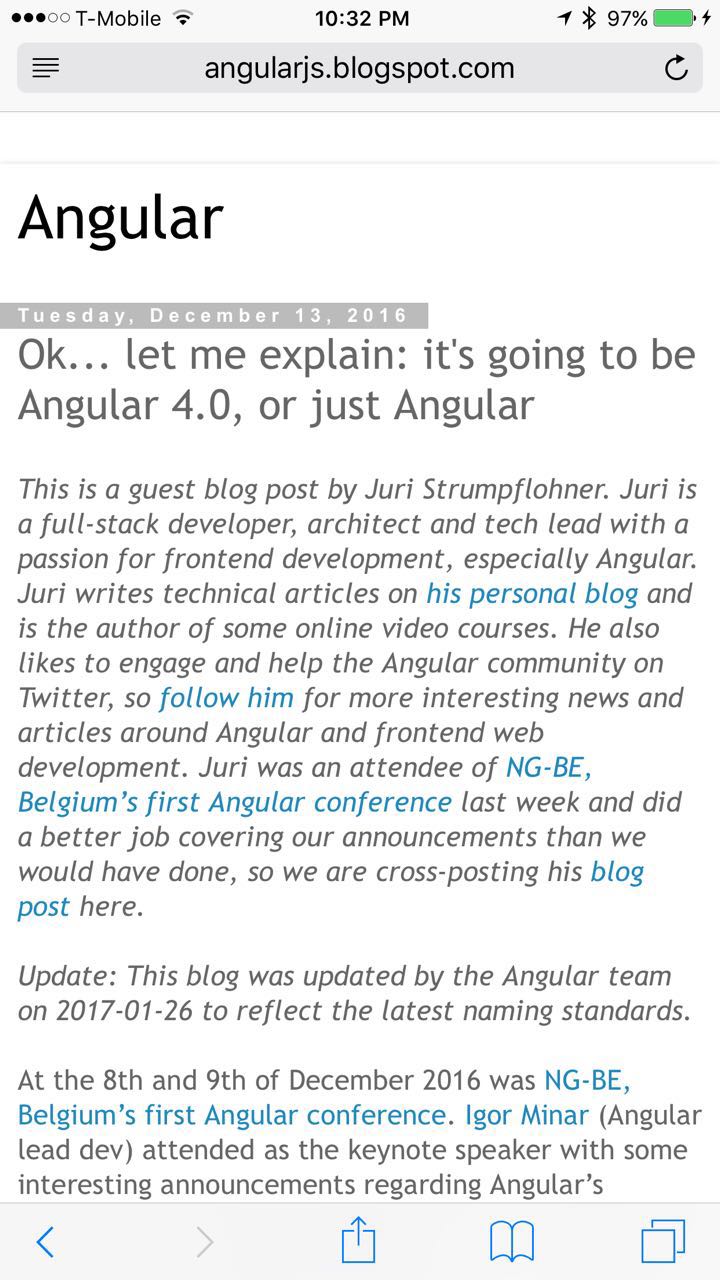 T-Mobile 10:32 PM 97%
angularjs.blogspot.com
Angular
Tuesday, December 13, 2016
Ok... let me explain: it's going to be
Angular 4.0, or just Angular
This is a guest blog post by Juri Strumpflohner. Juri is
a full-stack developer, architect and tech lead with a
passion for frontend development, especially Angular.
Juri writes technical articles on his personal blog and
is the author of some online video courses. He also
likes to engage and help the Angular community on
Twitter, so follow him for more interesting news and
articles around Angular and frontend web
development. Juri was an attendee of NG-BE,
Belgium’s first Angular conference last week and did
a better job covering our announcements than we
would have done, so we are cross-posting his blog
post here.
Update: This blog was updated by the Angular team
on 2017-01-26 to reflect the latest naming standards.
At the 8th and 9th of December 2016 was NG-BE,
Belgium’s first Angular conference. Igor Minar (Angular
lead dev) attended as the keynote speaker with some
interesting announcements regarding Angular’s